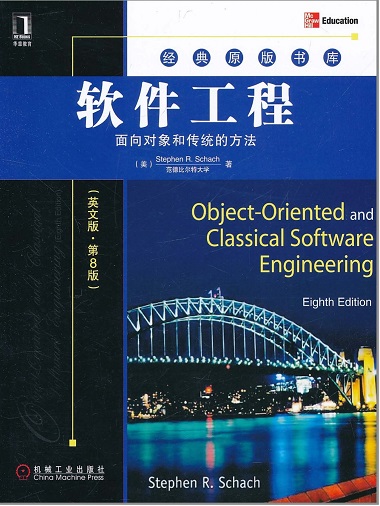 Mc
Graw
Hill
Education
华章教育
经典原版书库
软件工程
面向对象和传统的方法
(美) Stephen R. Schach 著
范德比尔特大学
(英文版·第8版)
Object-Oriented and
Classical Software
Engineering
Eighth Edition
机械工业出版社
China Machine Press
Stephen R. Schach